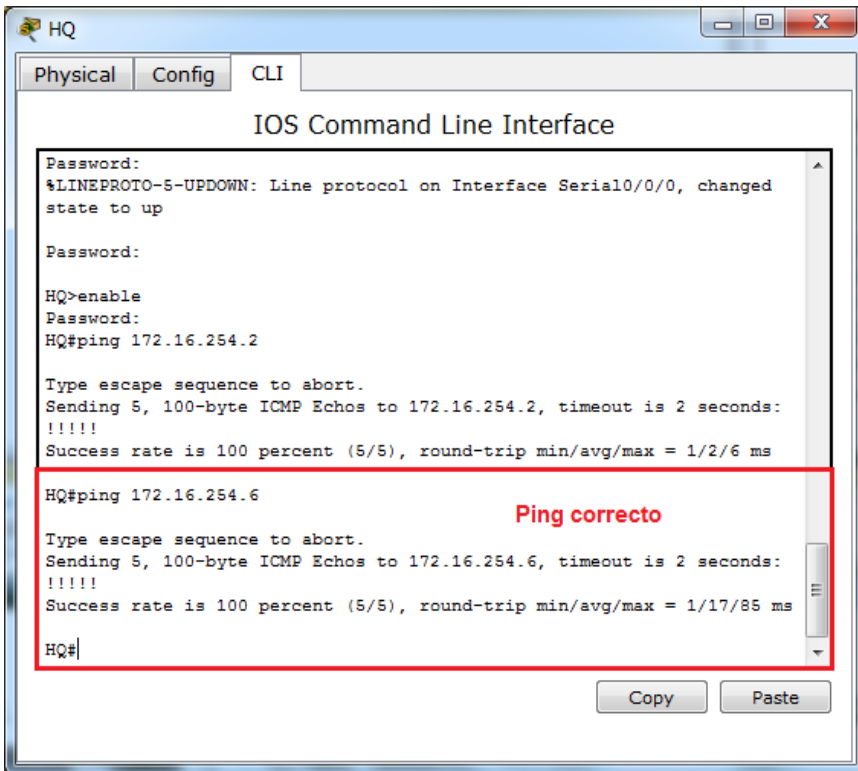 HQ
Physical Config CLI
IOS Command Line Interface
Password:
%LINEPROTO-5-UPDOWN: Line protocol on Interface Serial0/0/0, changed
state to up
Password:
HQ>enable
Password:
HQ#ping 172.16.254.2
Type escape sequence to abort.
Sending 5, 100-byte ICMP Echos to 172.16.254.2, timeout is 2 seconds:
!!!!!
Success rate is 100 percent (5/5), round-trip min/avg/max = 1/2/6 ms
HQ#ping 172.16.254.6
Ping correcto
Type escape sequence to abort.
Sending 5, 100-byte ICMP Echos to 172.16.254.6, timeout is 2 seconds:
!!!!!
Success rate is 100 percent (5/5), round-trip min/avg/max = 1/17/85 ms
HQ#
Copy Paste